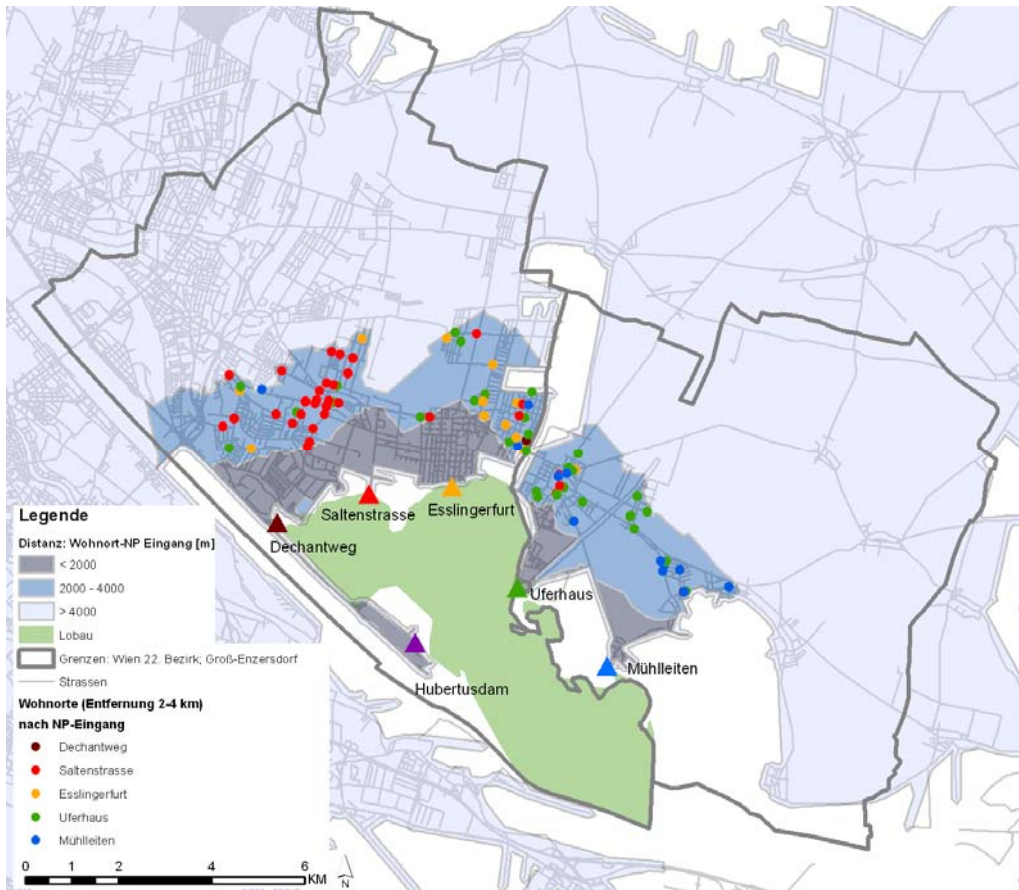 Saltenstrasse
Esslingerfurt
Dechantweg
Uferhaus
Hubertusdam
Mühlleiten
Legende
Distanz: Wohnort-NP Eingang [m]
< 2000
2000 - 4000
> 4000
Lobau
Grenzen: Wien 22. Bezirk; Groß-Enzersdorf
Strassen
Wohnorte (Entfernung 2-4 km)
nach NP-Eingang
Dechantweg
Saltenstrasse
Esslingerfurt
Uferhaus
Mühlleiten
0 1 2 4 6
KM
N